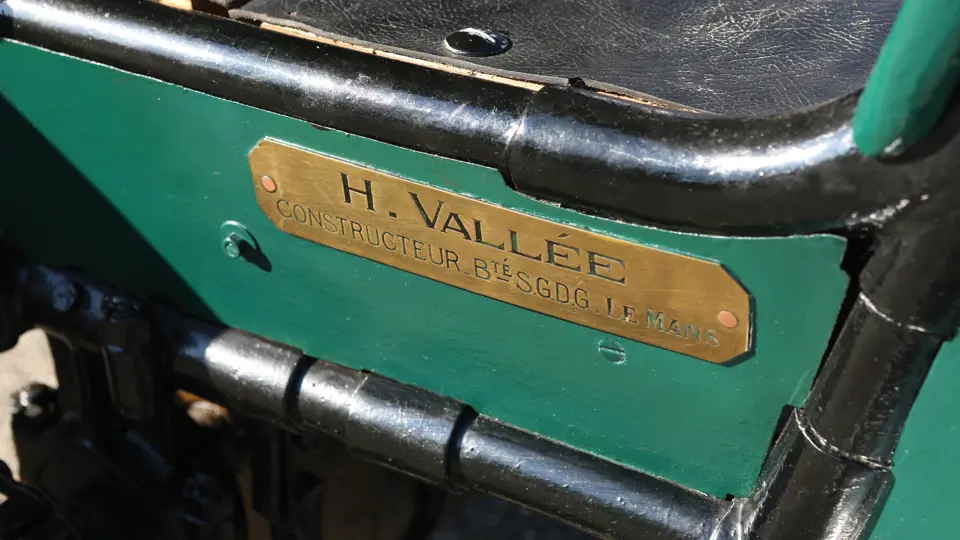 H. VALLÉE
CONSTRUCTEUR. BTÉ S.G.D.G. LE MANS